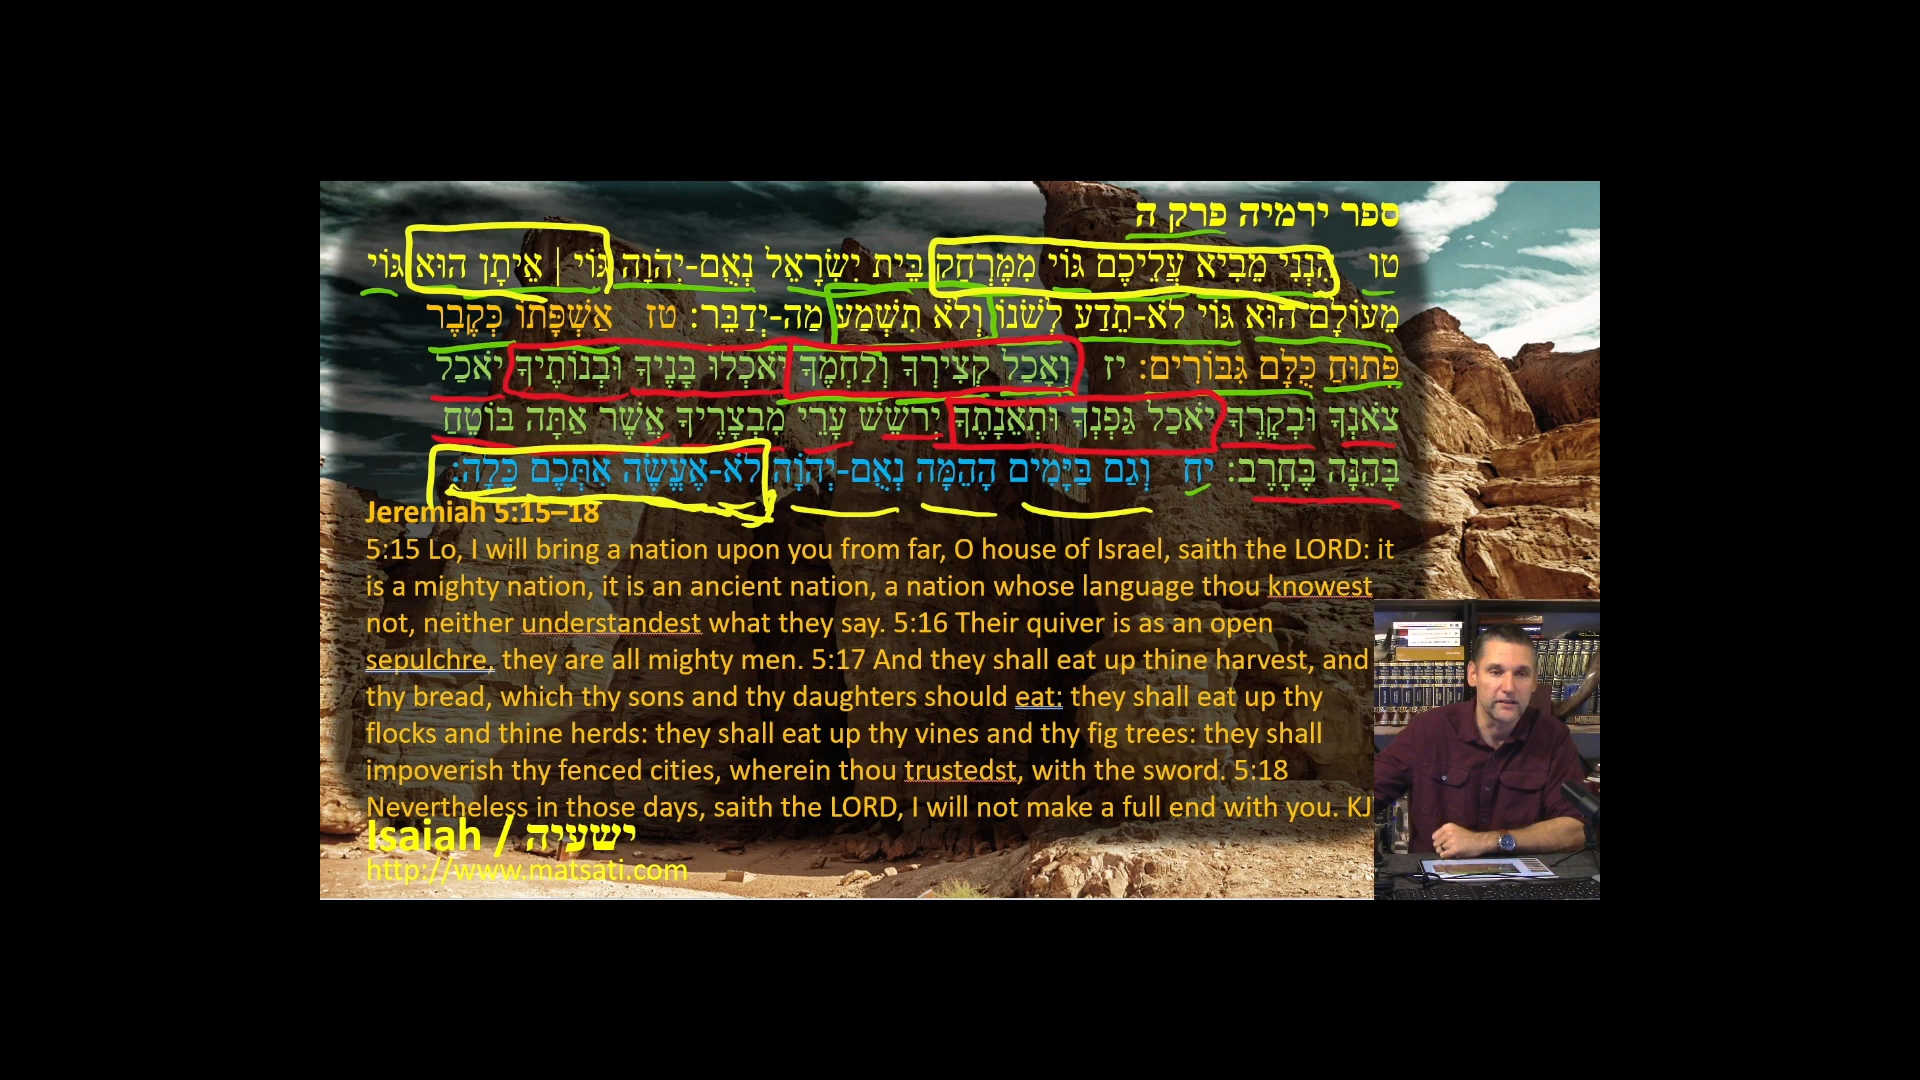 ספר ירמיה פרק ה
טו הִנְנִי מֵבִיא עֲלֵיכֶם גּוֹי מִמֶּרְחָק בֵּית יִשְׂרָאֵל נְאֻם-יְהֹוָה גּוֹי | אֵיתָן הוּא גּוֹי
מֵעוֹלָם הוּא גּוֹי לֹא-תֵדַע לְשֹׁנוֹ וְלֹא תִשְׁמַע מַה-יְדַבֵּר: טז אַשְׁפָּתוֹ כְּקֶבֶר
פָּתוּחַ כֻּלָּם גִּבּוֹרִים: יז וְאָכַל קְצִירְךָ וְלַחְמֶךָ יֹאכְלוּ בָּנֶיךָ וּבְנוֹתֶיךָ יֹאכַל
צֹאנְךָ וּבְקָרֶךָ יֹאכַל גַּפְנְךָ וּתְאֵנָתֶךָ יְרֹשֵׁשׁ עָרֵי מִבְצָרֶיךָ אֲשֶׁר אַתָּה בּוֹטֵחַ
בָּהֵנָּה בֶּחָרֶב: יח וְגַם בַּיָּמִים הָהֵמָּה נְאֻם-יְהֹוָה לֹא-אֶעֱשֶׂה אִתְּכֶם כָּלָה:
Jeremiah 5:15–18
5:15 Lo, I will bring a nation upon you from far, O house of Israel, saith the LORD: it
is a mighty nation, it is an ancient nation, a nation whose language thou knowest
not, neither understandest what they say. 5:16 Their quiver is as an open
sepulchre, they are all mighty men. 5:17 And they shall eat up thine harvest, and
thy bread, which thy sons and thy daughters should eat: they shall eat up thy
flocks and thine herds: they shall eat up thy vines and thy fig trees: they shall
impoverish thy fenced cities, wherein thou trustedst, with the sword. 5:18
Nevertheless in those days, saith the LORD, I will not make a full end with you. KJ
Isaiah / ישעיה
http://www.matsati.com